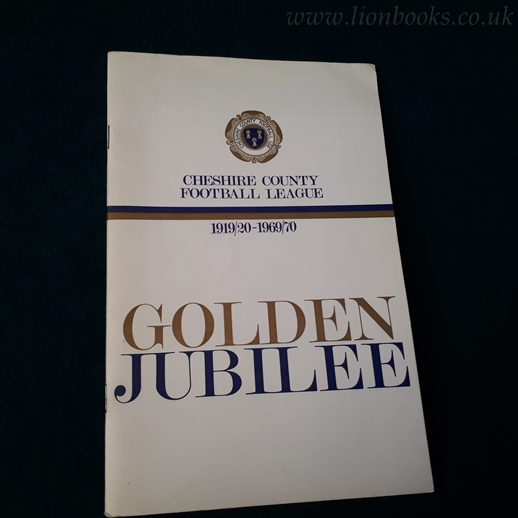 www.lionbooks.co.uk
CHESHIRE COUNTY
FOOTBALL LEAGUE
1919/20-1969/70
GOLDEN
JUBILEE